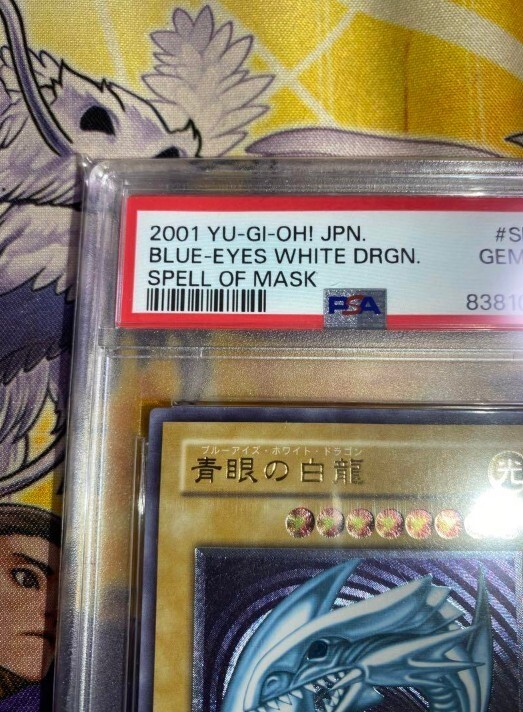 2001 YU-GI-OH! JPN.
BLUE-EYES WHITE DRGN. GEM
SPELL OF MASK
PSA
8381
ブルーアイズ・ホワイト・ドラゴン
青眼の白龍
光